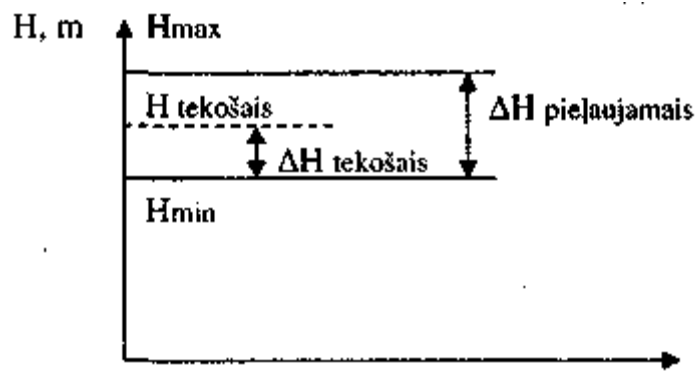 H, m Hmax
H tekošais
ΔH pieļaujamais
ΔH tekošais
Hmin